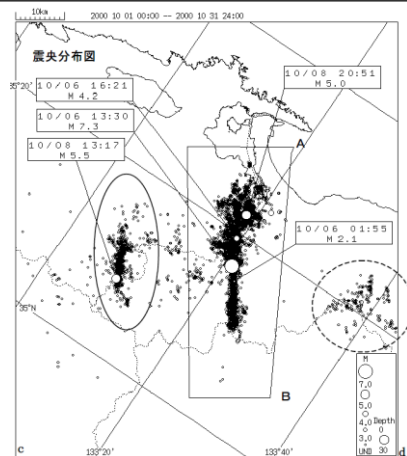 10km
2000 10 01 00:00 -- 2000 10 31 24:00
震央分布図
35°20'
10/06 16:21
M 4.2
10/06 13:30
M 7.3
10/08 13:17
M 5.5
10/08 20:51
M 5.0
A
10/06 01:55
M 2.1
35°N
B
M
7.0
5.0
4.0
3.0
UND
Depth
0
30
c
133°20'
133°40'
d